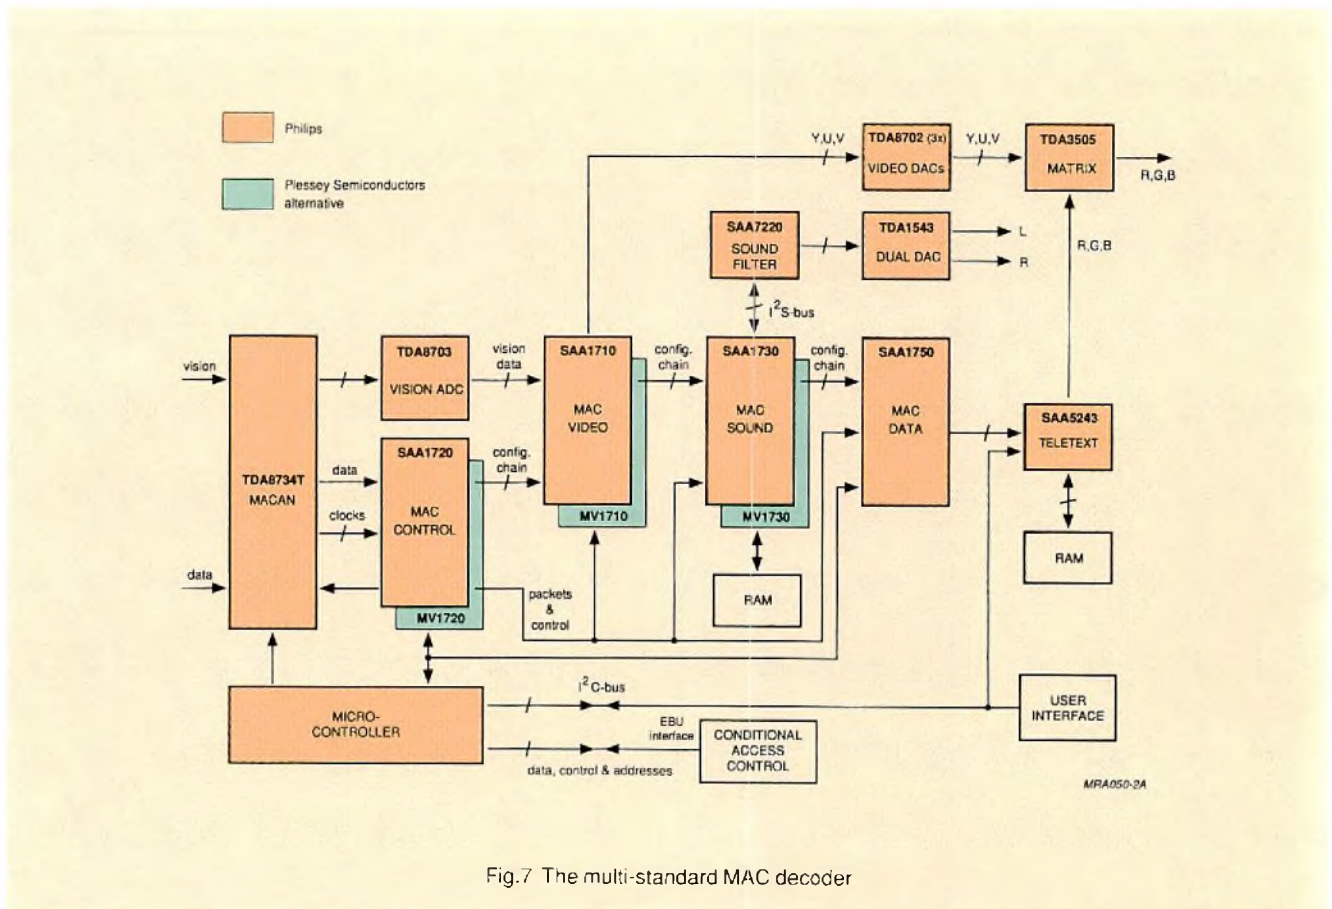 Philips
Plessey Semiconductors
alternative
Y,U,V
TDA8702 (3x)
VIDEO DACs
Y,U,V
TDA3505
MATRIX
R,G,B
SAA7220
SOUND
FILTER
TDA1543
DUAL DAC
L
R
R,G,B
I2S-bus
vision
TDA8703
VISION ADC
vision
data
SAA1710
MAC
VIDEO
MV1710
config.
chain
SAA1730
MAC
SOUND
MV1730
config.
chain
SAA1750
MAC
DATA
SAA5243
TELETEXT
TDA8734T
MACAN
data
clocks
SAA1720
MAC
CONTROL
MV1720
config.
chain
data
packets
&
control
RAM
RAM
MICRO-
CONTROLLER
I2C-bus
EBU
interface
data, control & addresses
CONDITIONAL
ACCESS
CONTROL
USER
INTERFACE
MRA050-2A
Fig.7 The multi-standard MAC decoder